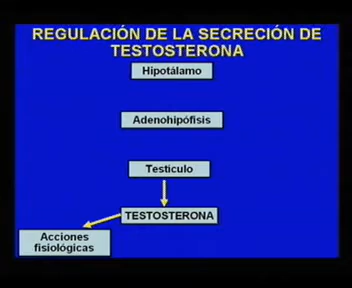 REGULACIÓN DE LA SECRECIÓN DE
TESTOSTERONA
Hipotálamo
Adenohipófisis
Testículo
TESTOSTERONA
Acciones
fisiológicas